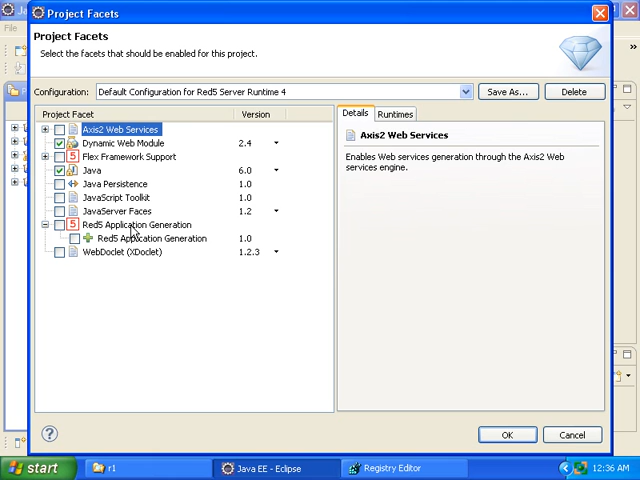 Project Facets
Project Facets
Select the facets that should be enabled for this project.
Configuration: Default Configuration for Red5 Server Runtime 4 Save As... Delete
Project Facet Version
Axis2 Web Services
Dynamic Web Module 2.4
5 Flex Framework Support
Java 6.0
Java Persistence 1.0
JavaScript Toolkit 1.0
JavaServer Faces 1.2
5 Red5 Application Generation
Red5 Application Generation 1.0
WebDoclet (XDoclet) 1.2.3
Details Runtimes
Axis2 Web Services
Enables Web services generation through the Axis2 Web
services engine.
OK Cancel
start r1 Java EE - Eclipse Registry Editor 12:36 AM